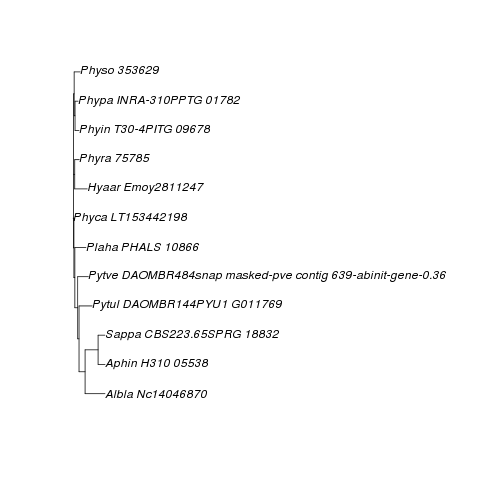 Physo 353629
Phypa INRA-310PPTG 01782
Phyin T30-4PITG 09678
Phyra 75785
Hyaar Emoy2811247
Phyca LT153442198
Plaha PHALS 10866
Pytve DAOMBR484snap masked-pve contig 639-abinit-gene-0.36
Pytul DAOMBR144PYU1 G011769
Sappa CBS223.65SPRG 18832
Aphin H310 05538
Albla Nc14046870